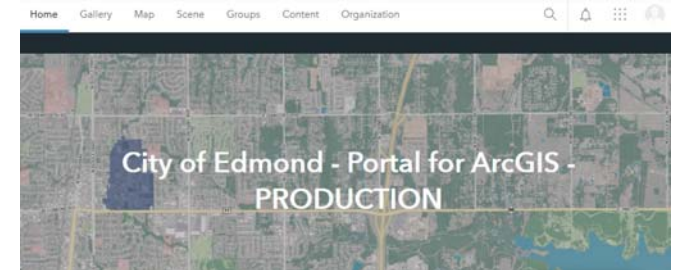 Home Gallery Map Scene Groups Content Organization
City of Edmond - Portal for ArcGIS -
PRODUCTION